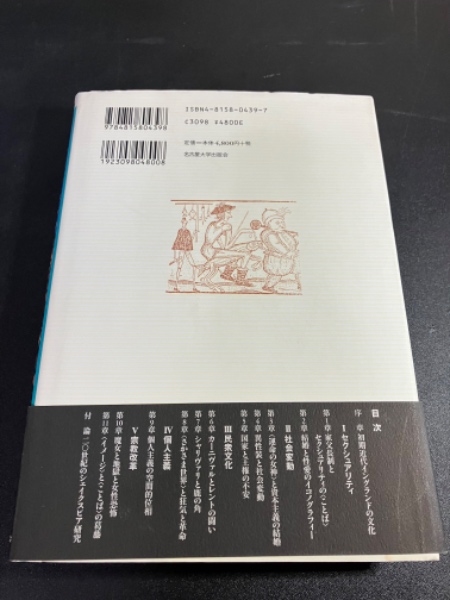 ISBN4-8158-0439-7
C3098 ¥4800E
9784815804398
定価=本体4,800円+税
名古屋大学出版会
1923098048008
目次
序章 初期近代イングランドの文化
I セクシュアリティ
第1章 家父長制と
セクシュアリティのことば
第2章 結婚と性愛のイコノグラフィー
II 社会変動
第3章 〈運命の女神〉と資本主義の結婚
第4章 異性装と社会変動
第5章 国家と王権の不安
III 民衆文化
第6章 カーニヴァルとレントの闘い
第7章 シャリヴァリと鹿の角
第8章 〈さかさま世界〉と狂気と革命
IV 個人主義
第9章 個人主義の空間的位相
V 宗教改革
第10章 魔女と地獄と女性恐怖
第11章 〈イメージ〉と〈ことば〉の葛藤
付論 二〇世紀のシェイクスピア研究